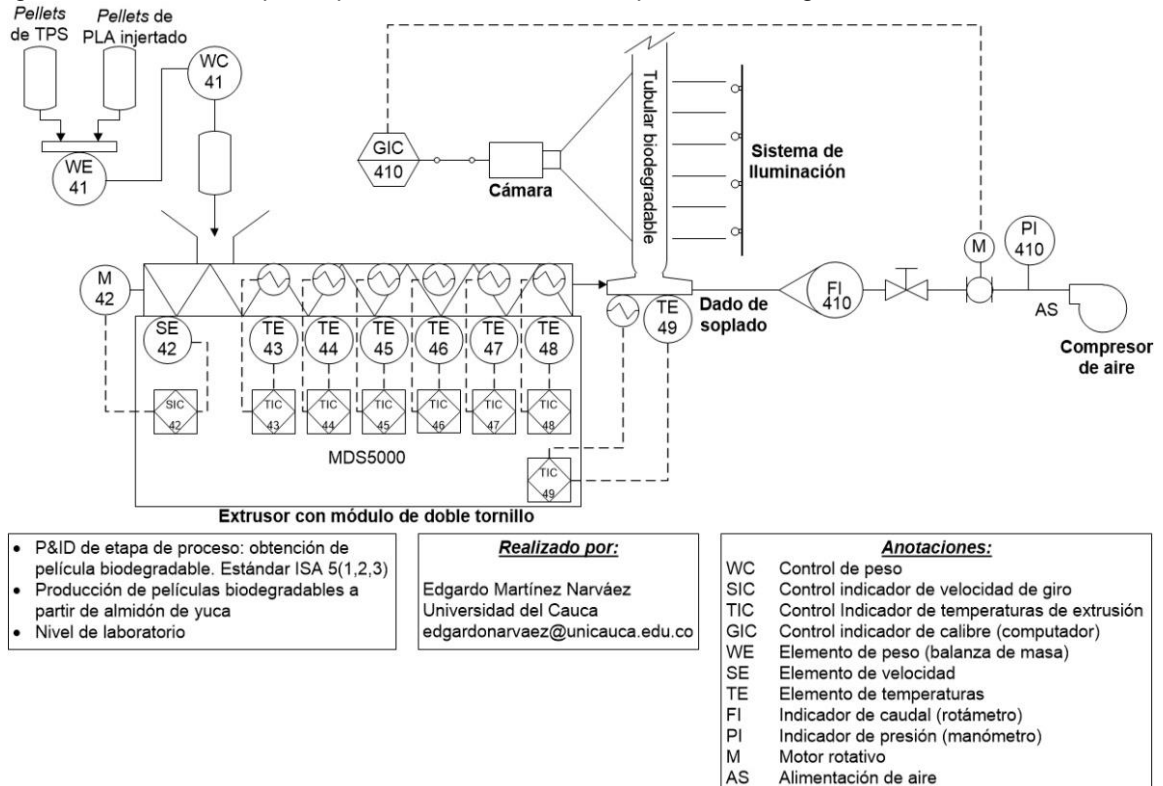 Pellets
de TPS
Pellets de
PLA injertado
WC
41
WE
41
Tubular biodegradable
GIC
410
Cámara
Sistema de
Iluminación
M
PI
410
M
42
FI
410
AS
Compresor
de aire
Dado de
soplado
SE
42
TE
43
TE
44
TE
45
TE
46
TE
47
TE
48
TE
49
SIC
42
TIC
43
TIC
44
TIC
45
TIC
46
TIC
47
TIC
48
MDS5000
TIC
49
Extrusor con módulo de doble tornillo
• P&ID de etapa de proceso: obtención de
película biodegradable. Estándar ISA 5(1,2,3)
• Producción de películas biodegradables a
partir de almidón de yuca
• Nivel de laboratorio
Realizado por:
Edgardo Martínez Narváez
Universidad del Cauca
edgardonarvaez@unicauca.edu.co
Anotaciones:
WC Control de peso
SIC Control indicador de velocidad de giro
TIC Control Indicador de temperaturas de extrusión
GIC Control indicador de calibre (computador)
WE Elemento de peso (balanza de masa)
SE Elemento de velocidad
TE Elemento de temperaturas
FI Indicador de caudal (rotámetro)
PI Indicador de presión (manómetro)
M Motor rotativo
AS Alimentación de aire